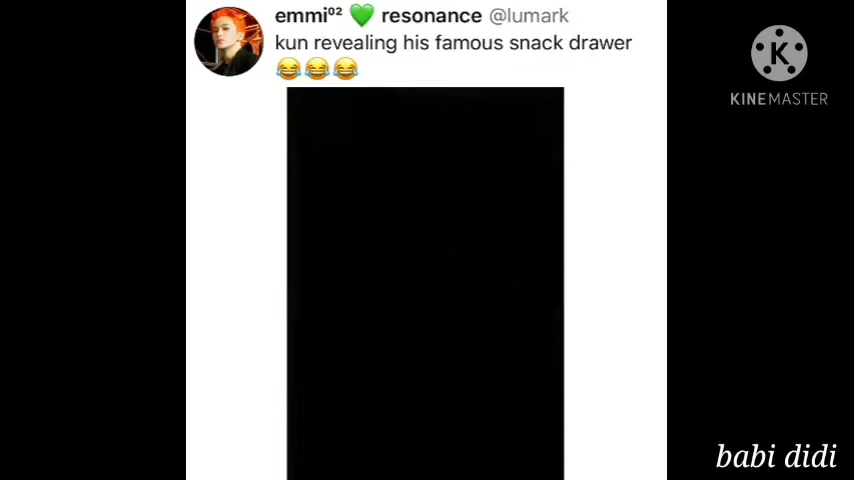 emmi⁰² 💚 resonance @lumark
kun revealing his famous snack drawer
😂😂😂
K
KINEMASTER
babi didi